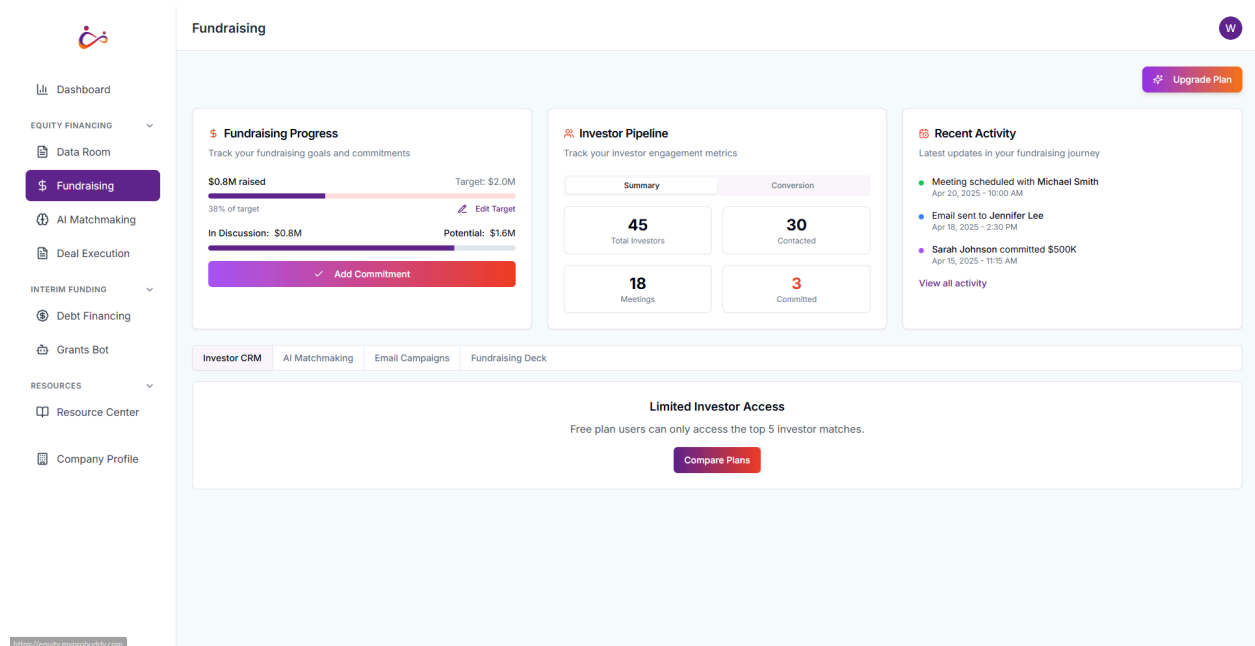 Fundraising
W
Dashboard
Upgrade Plan
EQUITY FINANCING
Data Room
Fundraising
AI Matchmaking
Deal Execution
INTERIM FUNDING
Debt Financing
Grants Bot
RESOURCES
Resource Center
Company Profile
Fundraising Progress
Track your fundraising goals and commitments
$0.8M raised
Target: $2.0M
38% of target
Edit Target
In Discussion: $0.8M
Potential: $1.6M
Add Commitment
Investor Pipeline
Track your investor engagement metrics
Summary
Conversion
45
Total Investors
30
Contacted
18
Meetings
3
Committed
Recent Activity
Latest updates in your fundraising journey
Meeting scheduled with Michael Smith
Apr 20, 2025 - 10:00 AM
Email sent to Jennifer Lee
Apr 18, 2025 - 2:30 PM
Sarah Johnson committed $500K
Apr 15, 2025 - 11:15 AM
View all activity
Investor CRM
AI Matchmaking
Email Campaigns
Fundraising Deck
Limited Investor Access
Free plan users can only access the top 5 investor matches.
Compare Plans